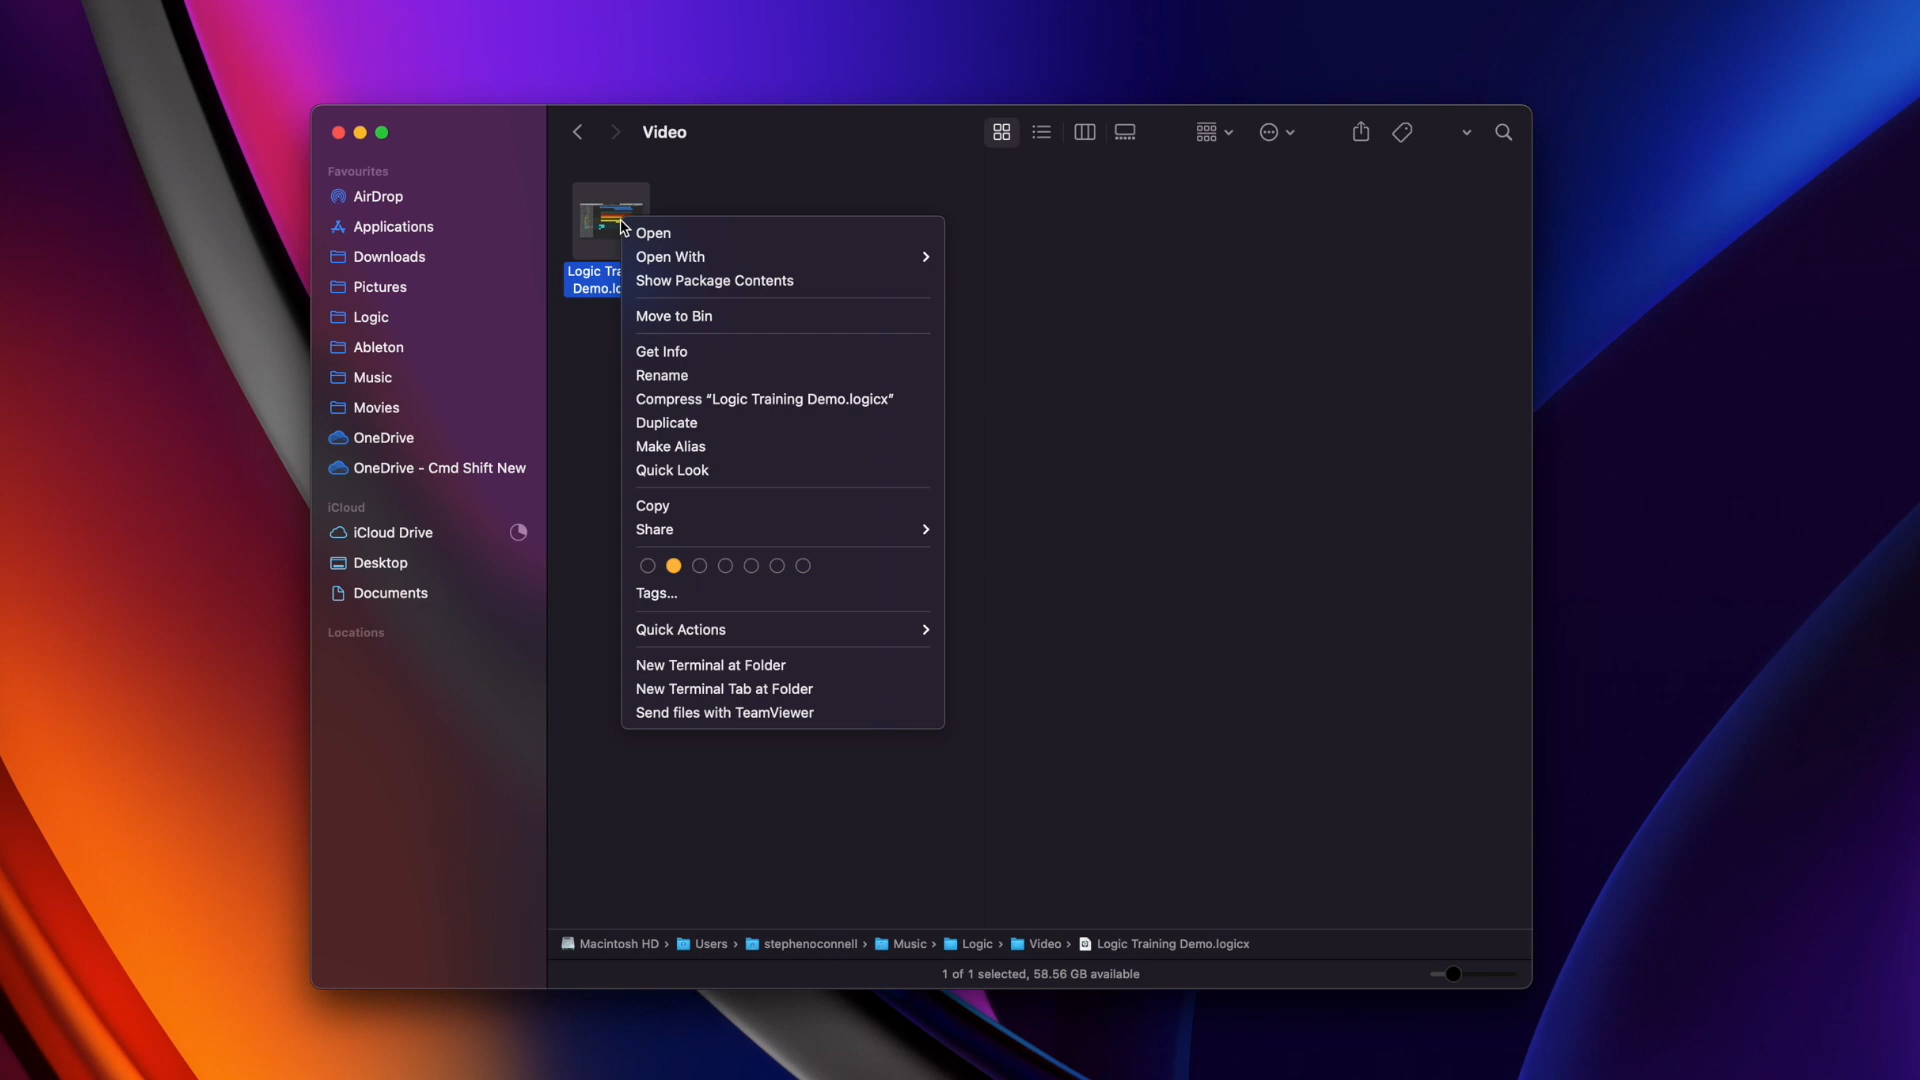 Video
Favourites
AirDrop
Applications
Downloads
Pictures
Logic
Ableton
Music
Movies
OneDrive
OneDrive - Cmd Shift New
iCloud
iCloud Drive
Desktop
Documents
Locations
Logic
Open
Open With
Show Package Contents
Move to Bin
Get Info
Rename
Compress “Logic Training Demo.logicx”
Duplicate
Make Alias
Quick Look
Copy
Share
Tags...
Quick Actions
New Terminal at Folder
New Terminal Tab at Folder
Send files with TeamViewer
Macintosh HD › Users › stephenoconnell › Music › Logic › Video › Logic Training Demo.logicx
1 of 1 selected, 58.56 GB available